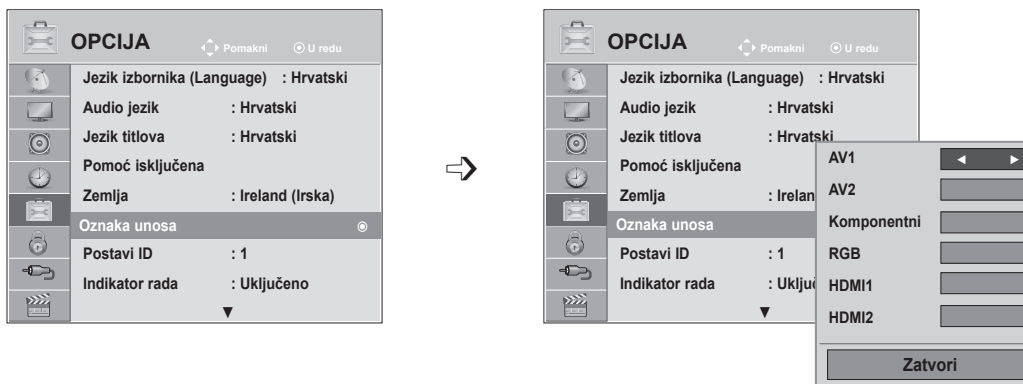 OPCIJA Pomakni U redu
Jezik izbornika (Language) : Hrvatski
Audio jezik : Hrvatski
Jezik titlova : Hrvatski
Pomoć isključena
Zemlja : Ireland (Irska)
Oznaka unosa
Postavi ID : 1
Indikator rada : Uključeno
OPCIJA Pomakni U redu
Jezik izbornika (Language) : Hrvatski
Audio jezik : Hrvatski
Jezik titlova : Hrvatski
Pomoć isključena
Zemlja : Irelan
Oznaka unosa
Postavi ID : 1
Indikator rada : Uključ
AV1
AV2
Komponentni
RGB
HDMI1
HDMI2
Zatvori